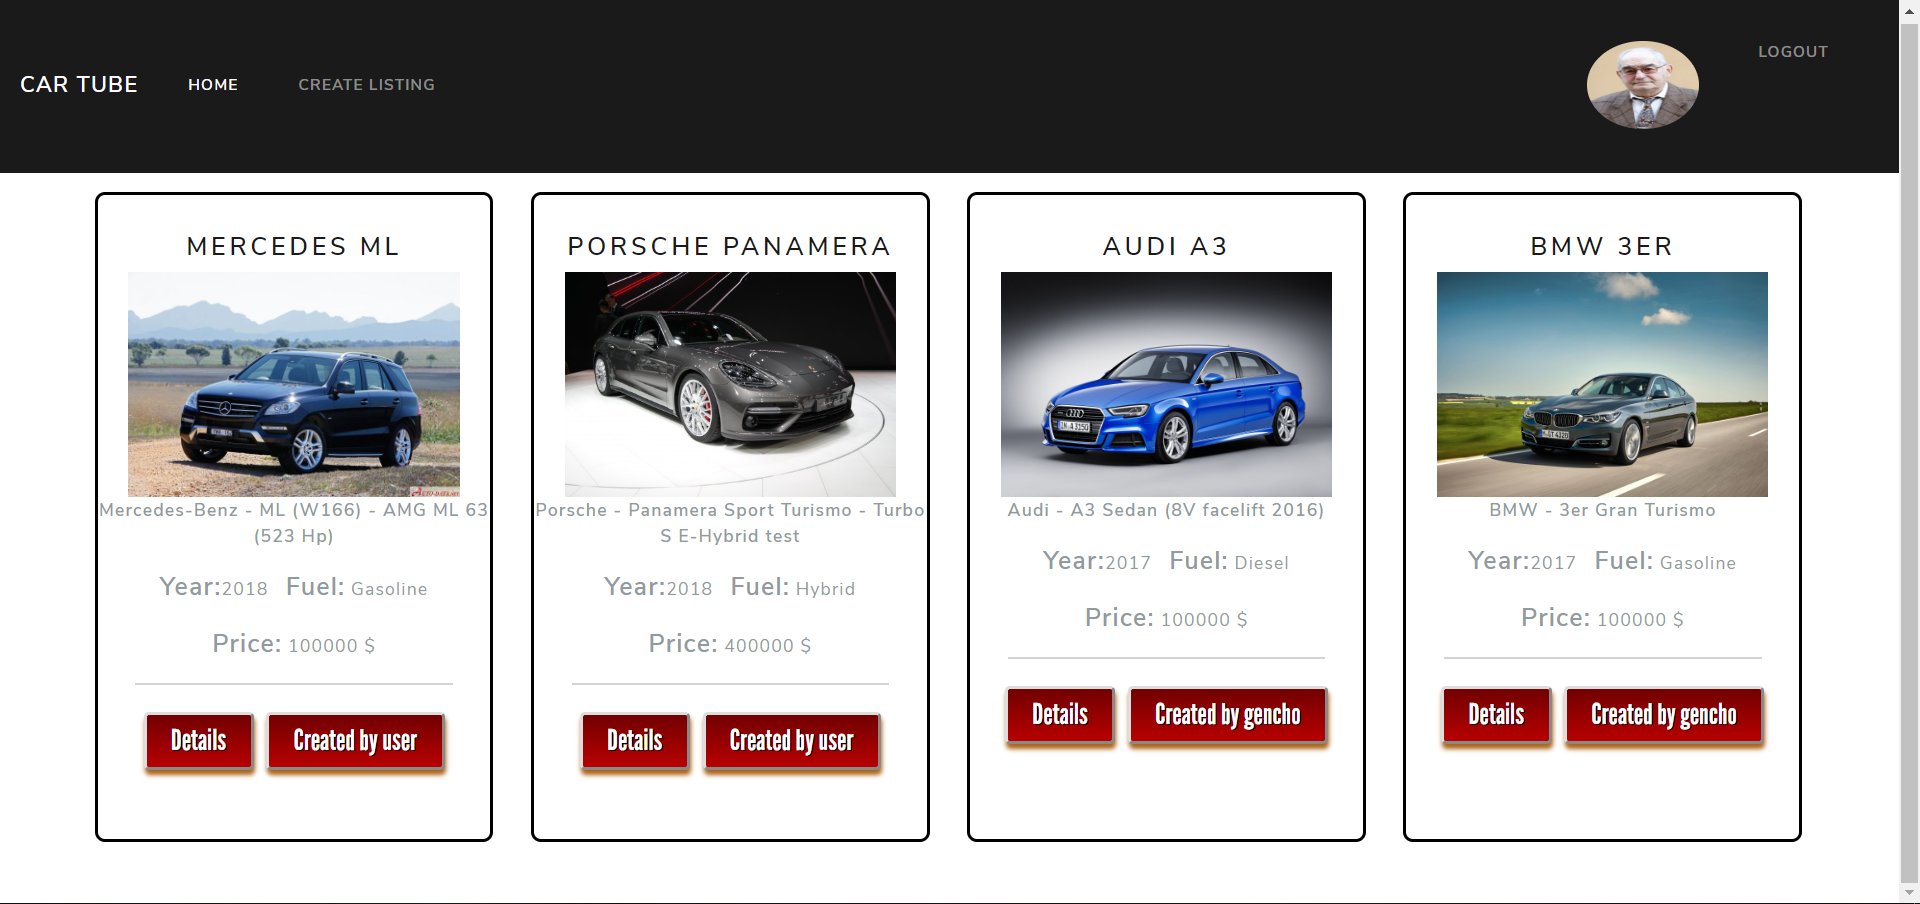 CAR TUBE
HOME
CREATE LISTING
LOGOUT
MERCEDES ML
Mercedes-Benz - ML (W166) - AMG ML 63
(523 Hp)
Year:2018 Fuel: Gasoline
Price: 100000 $
Details
Created by user
PORSCHE PANAMERA
Porsche - Panamera Sport Turismo - Turbo
S E-Hybrid test
Year:2018 Fuel: Hybrid
Price: 400000 $
Details
Created by user
AUDI A3
Audi - A3 Sedan (8V facelift 2016)
Year:2017 Fuel: Diesel
Price: 100000 $
Details
Created by gencho
BMW 3ER
BMW - 3er Gran Turismo
Year:2017 Fuel: Gasoline
Price: 100000 $
Details
Created by gencho